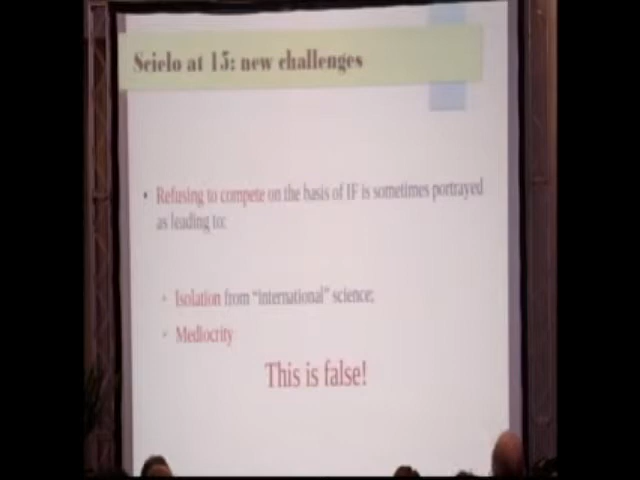 Scielo at 15: new challenges
• Refusing to compete on the basis of IF is sometimes portrayed
as leading to:
Isolation from "international" science;
Mediocrity
This is false!